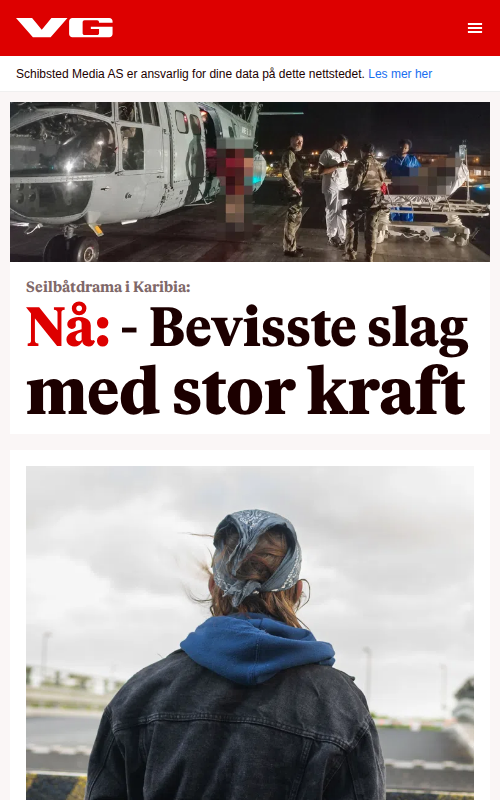 VG
Schibsted Media AS er ansvarlig for dine data på dette nettstedet. Les mer her
Seilbåtdrama i Karibia:
Nå: - Bevisste slag
med stor kraft